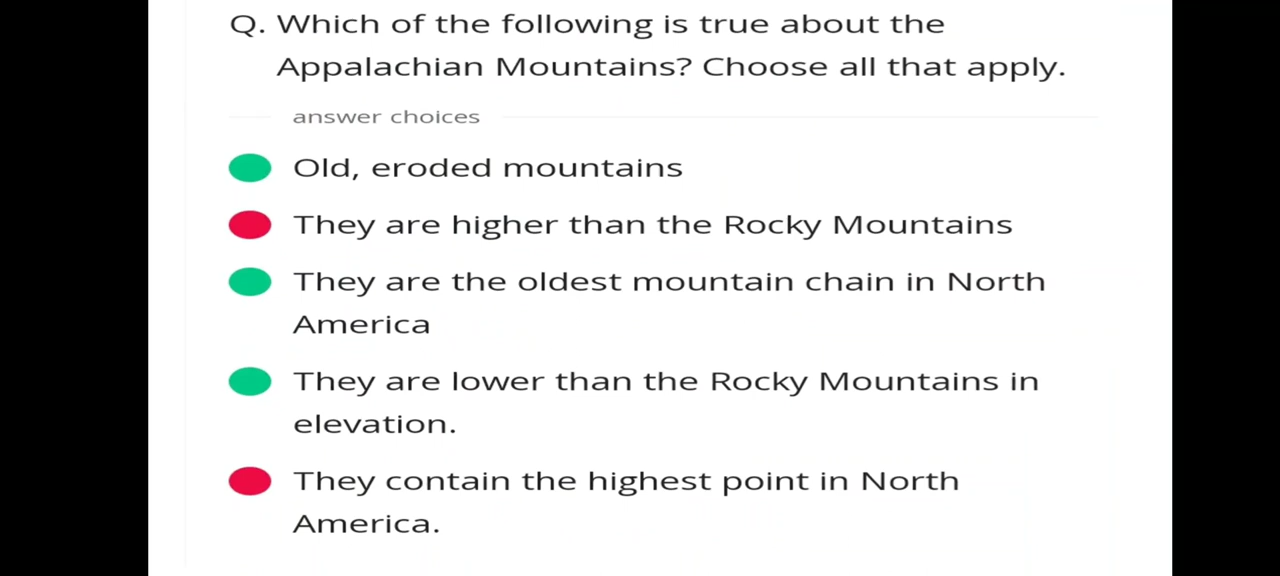 Q. Which of the following is true about the
Appalachian Mountains? Choose all that apply.
answer choices
Old, eroded mountains
They are higher than the Rocky Mountains
They are the oldest mountain chain in North
America
They are lower than the Rocky Mountains in
elevation.
They contain the highest point in North
America.